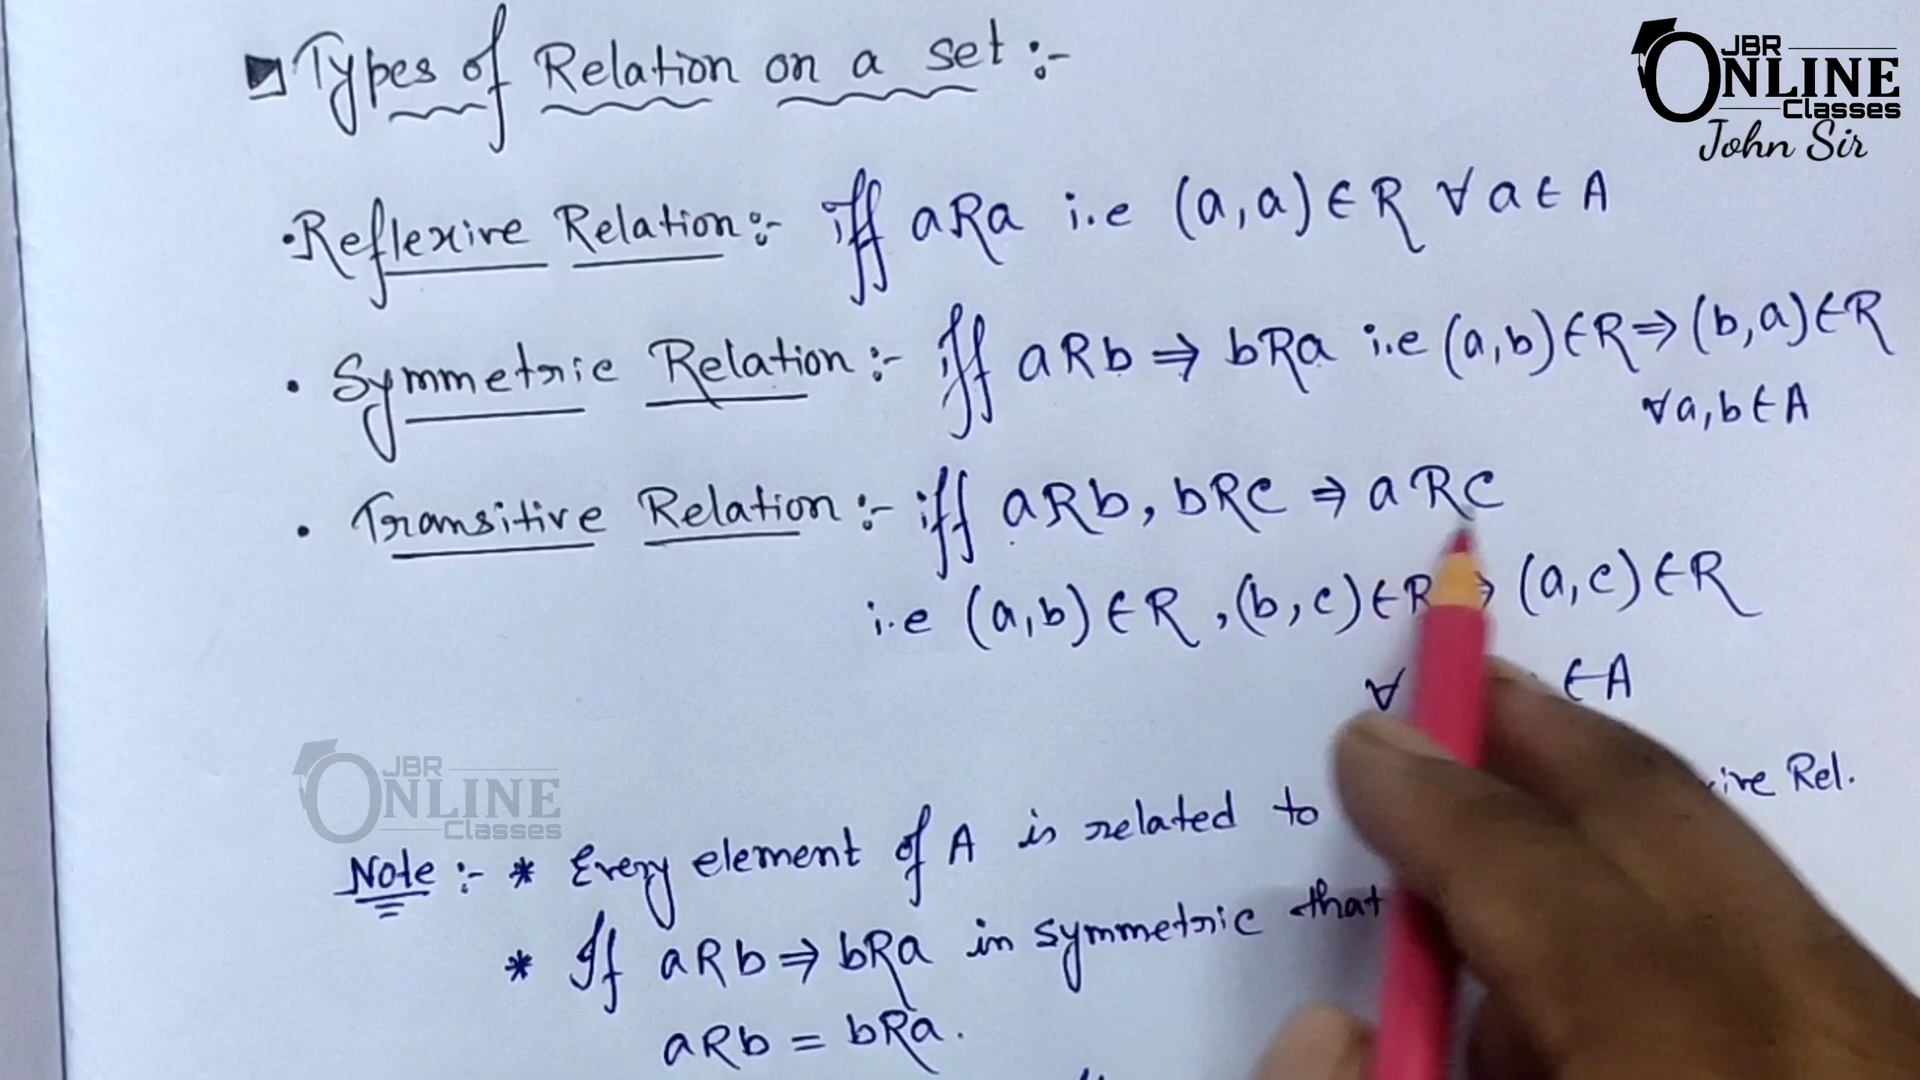 Types of Relation on a set :-
JBR
ONLINE
Classes
John Sir
• Reflexive Relation :- iff aRa i.e (a,a)∈R ∀a∈A
• Symmetric Relation :- iff aRb ⇒ bRa i.e (a,b)∈R ⇒ (b,a)∈R
∀a,b∈A
• Transitive Relation :- iff aRb, bRc ⇒ aRc
i.e (a,b)∈R, (b,c)∈R ⇒ (a,c)∈R
∀ ∈A
JBR
ONLINE
Classes
Note :- * Every element of A is related to Rel.
* If aRb ⇒ bRa in symmetric that
aRb = bRa.